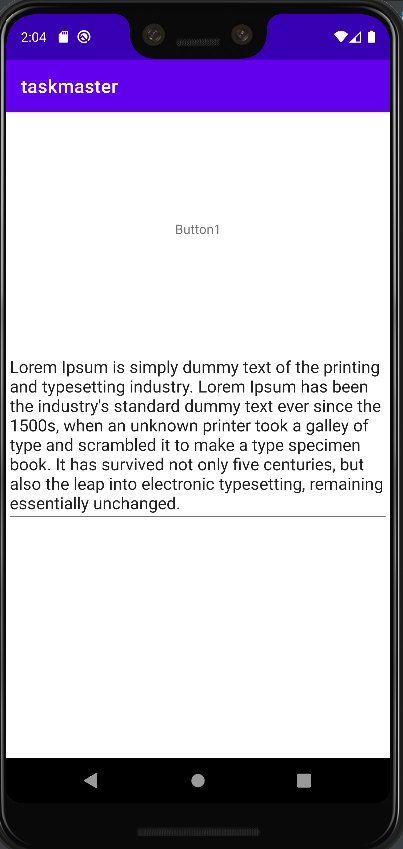 2:04
taskmaster
Button1
Lorem Ipsum is simply dummy text of the printing
and typesetting industry. Lorem Ipsum has been
the industry's standard dummy text ever since the
1500s, when an unknown printer took a galley of
type and scrambled it to make a type specimen
book. It has survived not only five centuries, but
also the leap into electronic typesetting, remaining
essentially unchanged.